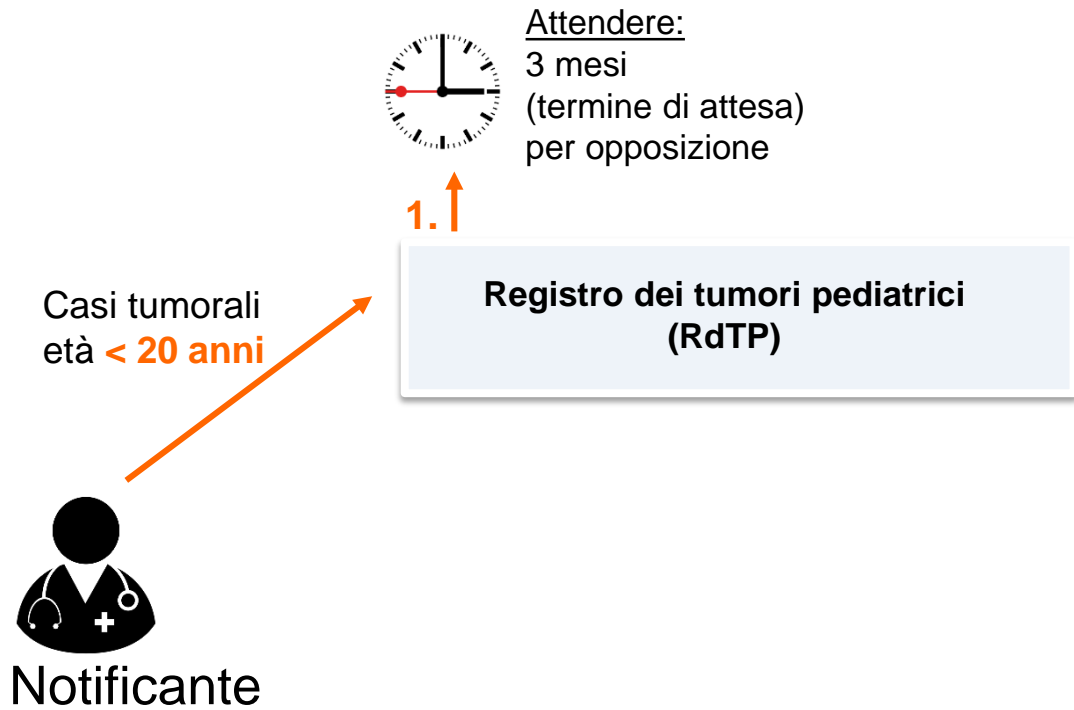 Attendere:
3 mesi
(termine di attesa)
per opposizione
1.
Registro dei tumori pediatrici
(RdTP)
Casi tumorali
età < 20 anni
Notificante